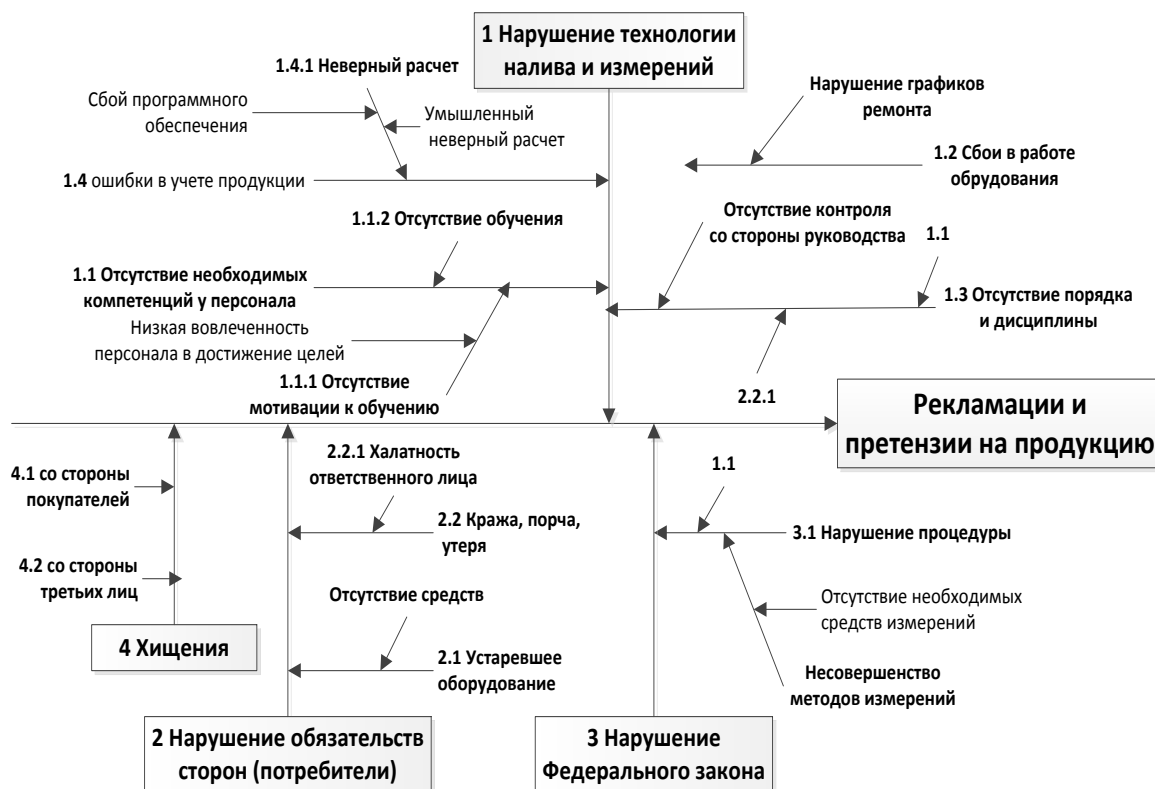 1 Нарушение технологии
налива и измерений
1.4.1 Неверный расчет
Сбой программного
обеспечения
Умышленный
неверный расчет
Нарушение графиков
ремонта
1.2 Сбои в работе
обрудования
1.4 ошибки в учете продукции
1.1.2 Отсутствие обучения
Отсутствие контроля
со стороны руководства
1.1
1.1 Отсутствие необходимых
компетенций у персонала
1.3 Отсутствие порядка
и дисциплины
Низкая вовлеченность
персонала в достижение целей
1.1.1 Отсутствие
мотивации к обучению
2.2.1
Рекламации и
претензии на продукцию
4.1 со стороны
покупателей
2.2.1 Халатность
ответственного лица
1.1
2.2 Кража, порча,
утеря
3.1 Нарушение процедуры
4.2 со стороны
третьих лиц
Отсутствие средств
Отсутствие необходимых
средств измерений
4 Хищения
2.1 Устаревшее
оборудование
Несовершенство
методов измерений
2 Нарушение обязательств
сторон (потребители)
3 Нарушение
Федерального закона